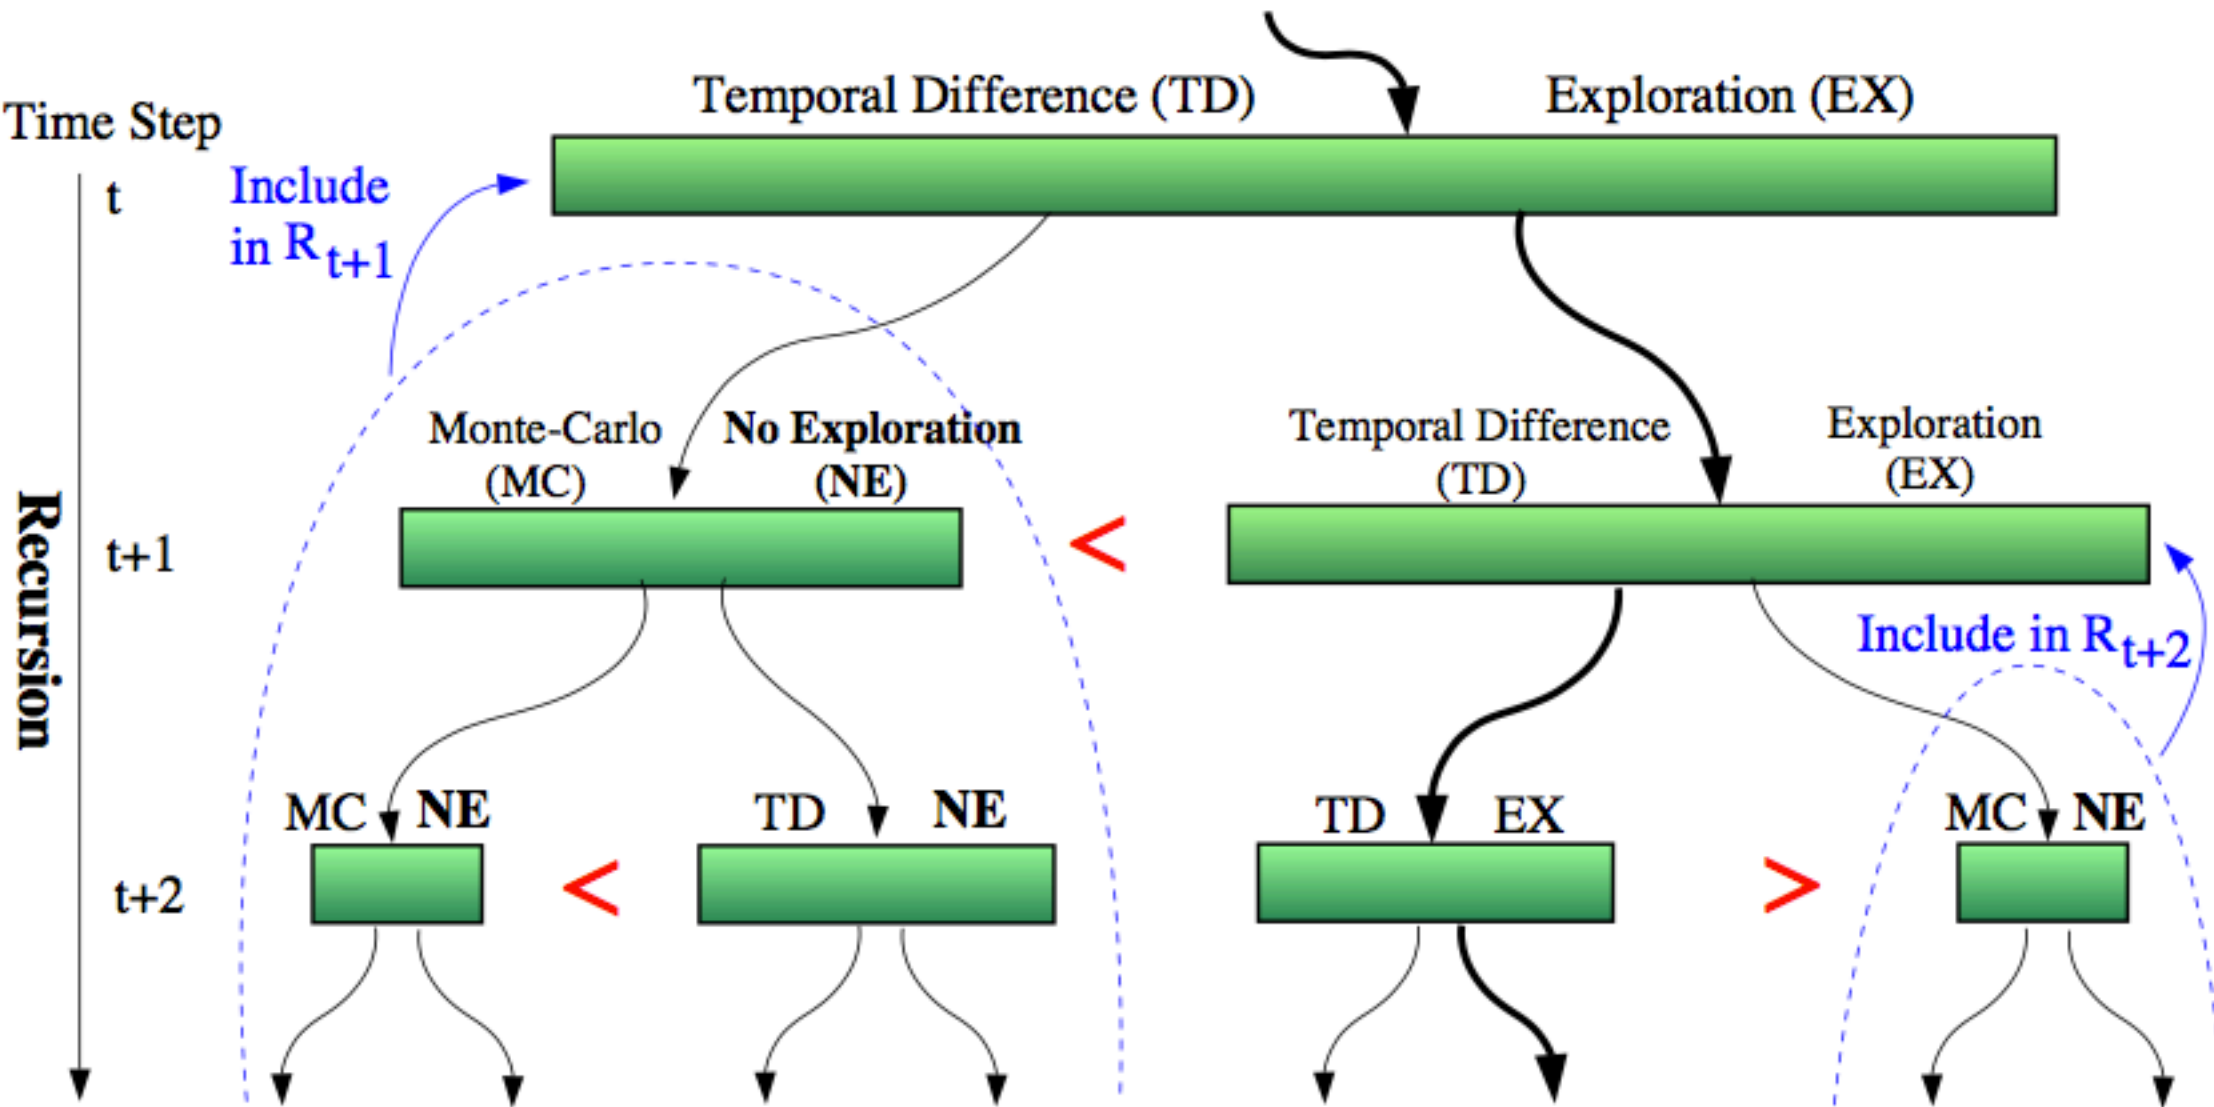 Temporal Difference (TD)
Exploration (EX)
Time Step
t
Include
in R t+1
Monte-Carlo
(MC)
No Exploration
(NE)
Temporal Difference
(TD)
Exploration
(EX)
t+1
<
Recursion
Include in R t+2
MC NE
TD NE
TD EX
MC NE
t+2
<
>